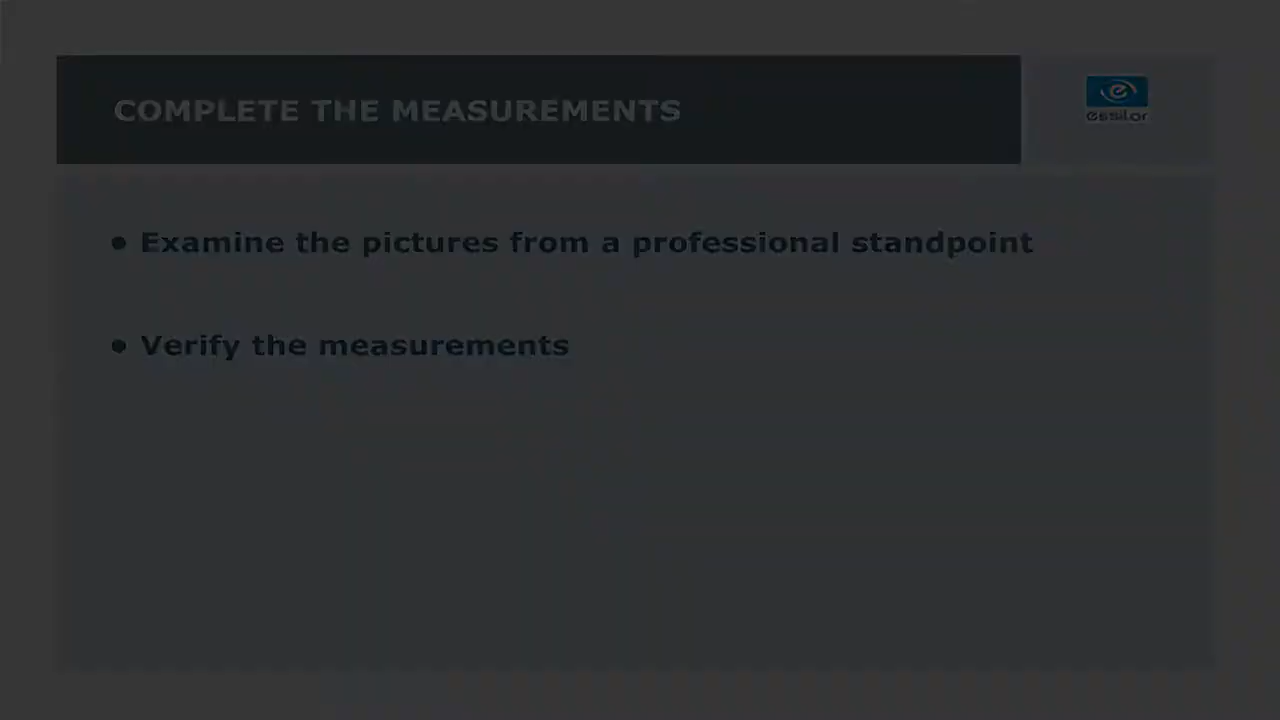 COMPLETE THE MEASUREMENTS
essilor
• Examine the pictures from a professional standpoint
• Verify the measurements